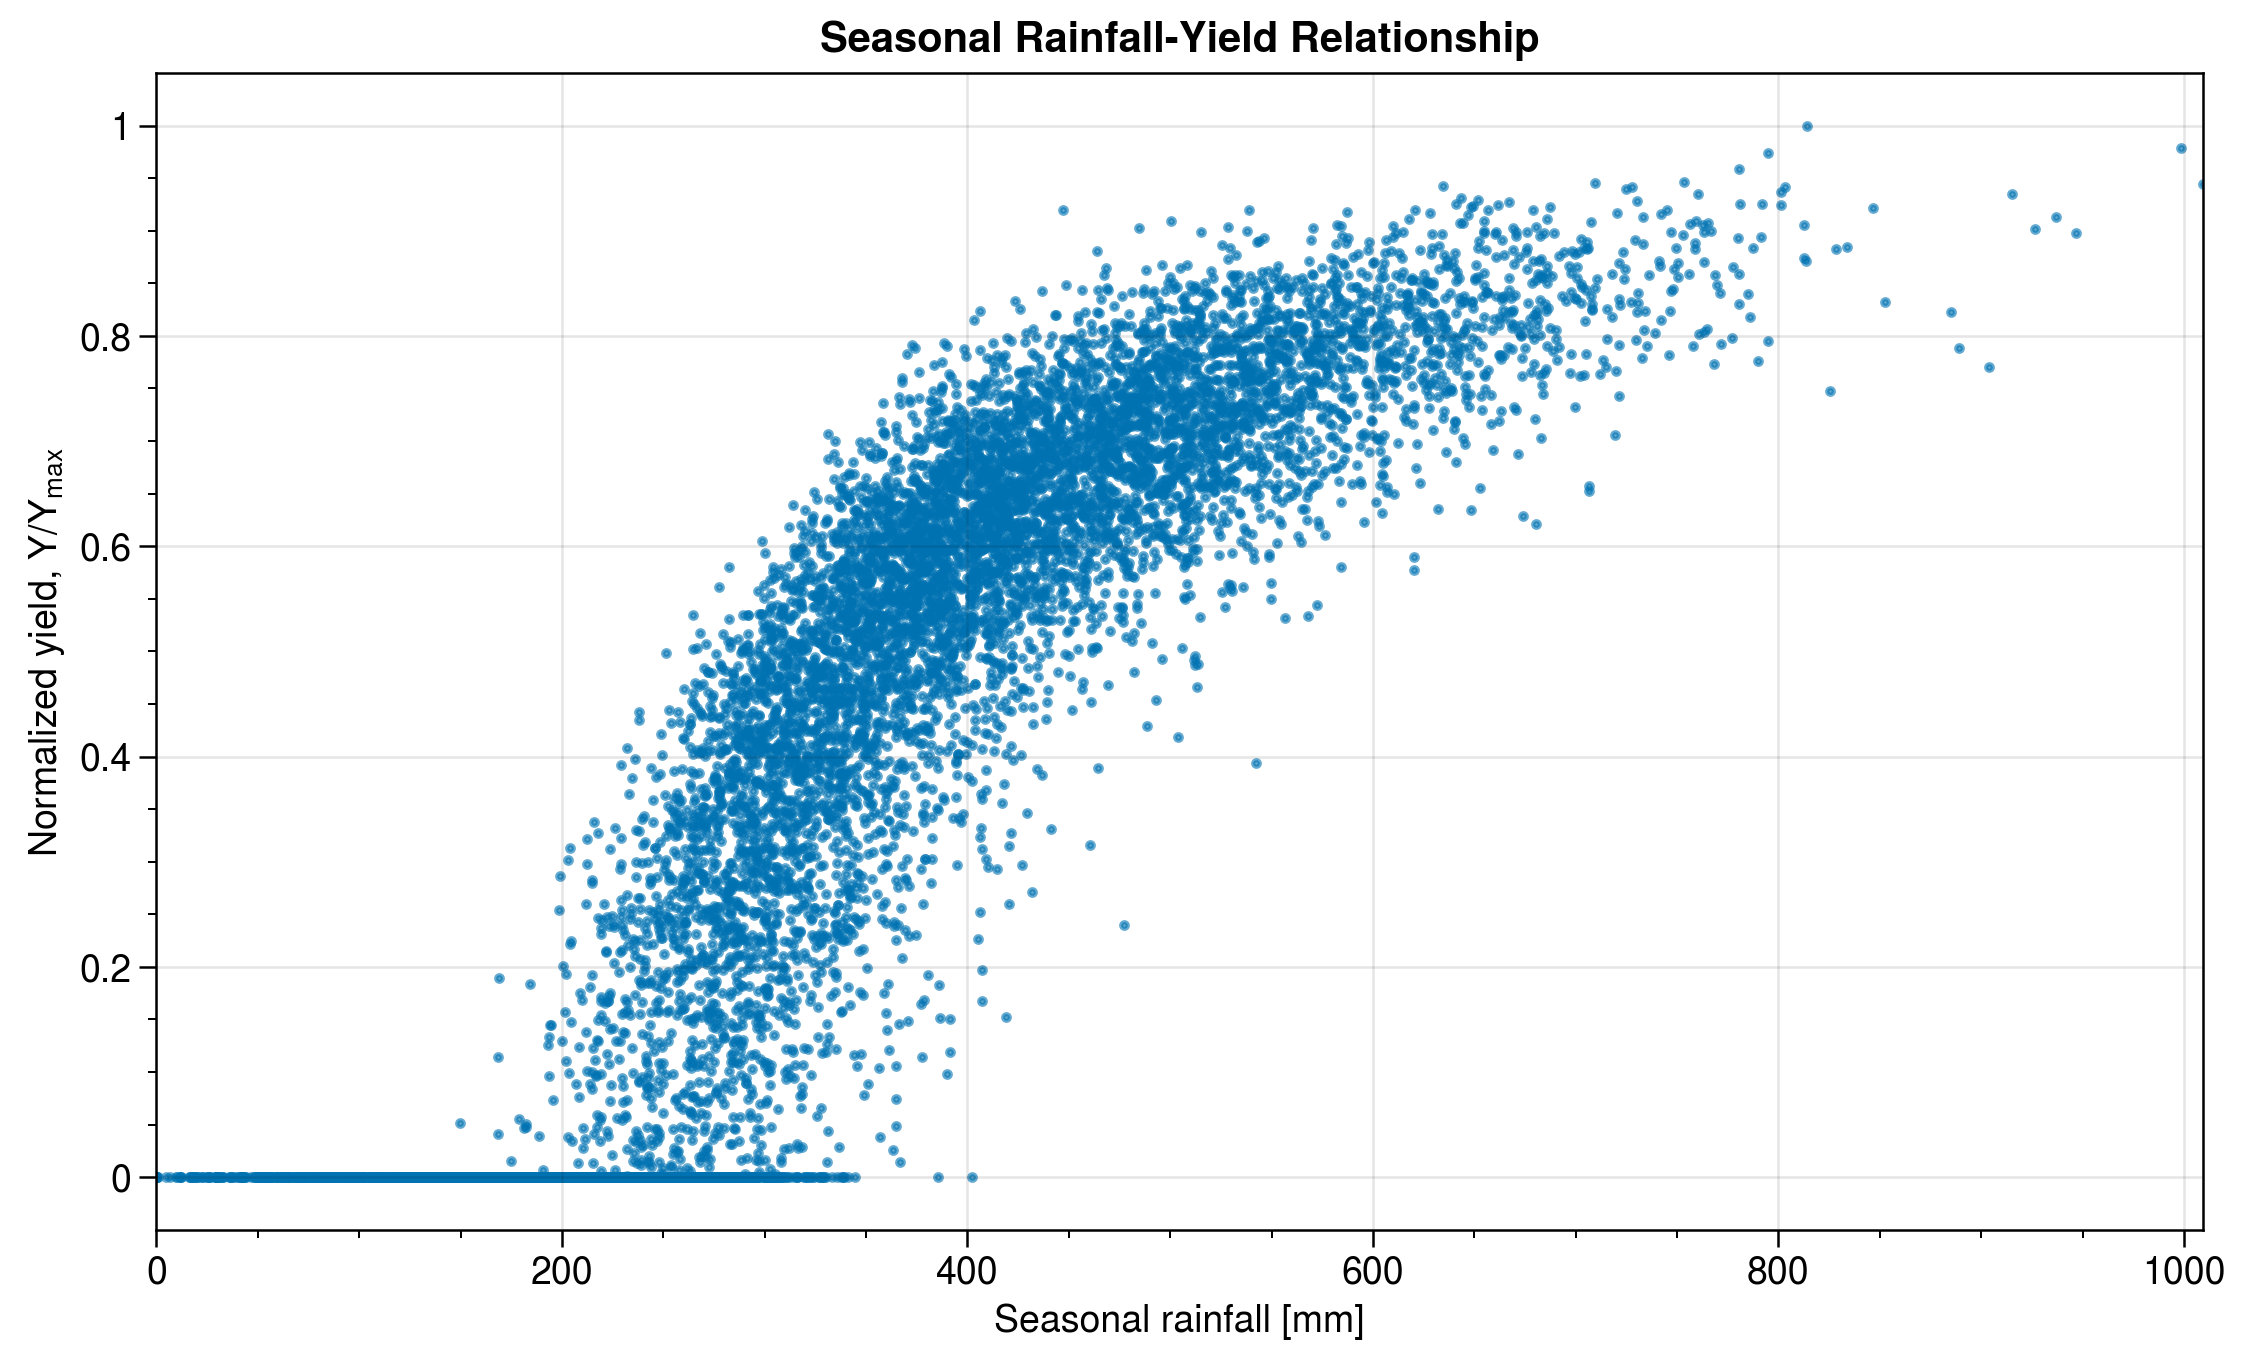 Seasonal Rainfall-Yield Relationship
Normalized yield, Y/Ymax
1
0.8
0.6
0.4
0.2
0
0 200 400 600 800 1000
Seasonal rainfall [mm]